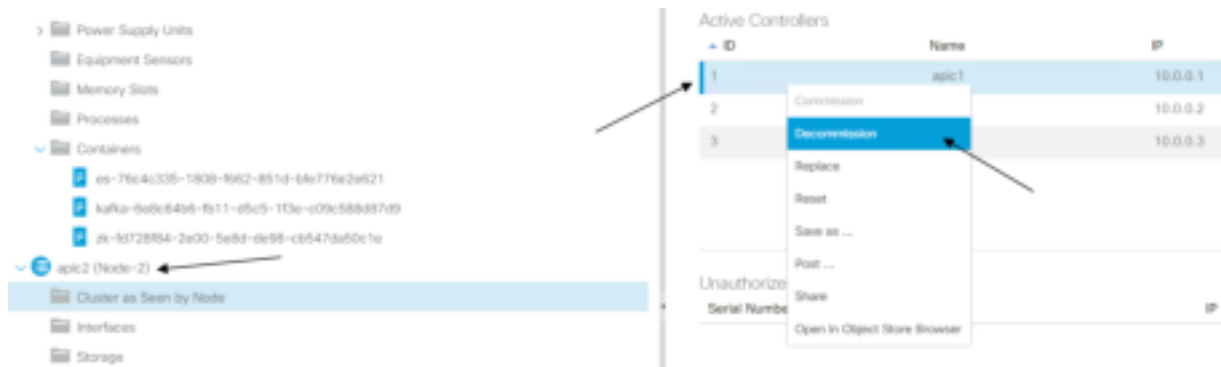 Power Supply Units
Equipment Sensors
Memory Slots
Processes
Containers
es-76c4c335-1808-f662-851d-bfe776e2e621
kafka-6e8c84b6-fb11-d5c5-1f3e-c09c588d87d9
zk-fd728f84-2e00-5e8d-de98-cb547da50c1e
apic2 (Node-2)
Cluster as Seen by Node
Interfaces
Storage
Active Controllers
ID Name IP
1 apic1 10.0.0.1
2 10.0.0.2
3 10.0.0.3
Commission
Decommission
Replace
Reset
Save as ...
Post ...
Share
Open In Object Store Browser
Unauthorize
Serial Numbe IP